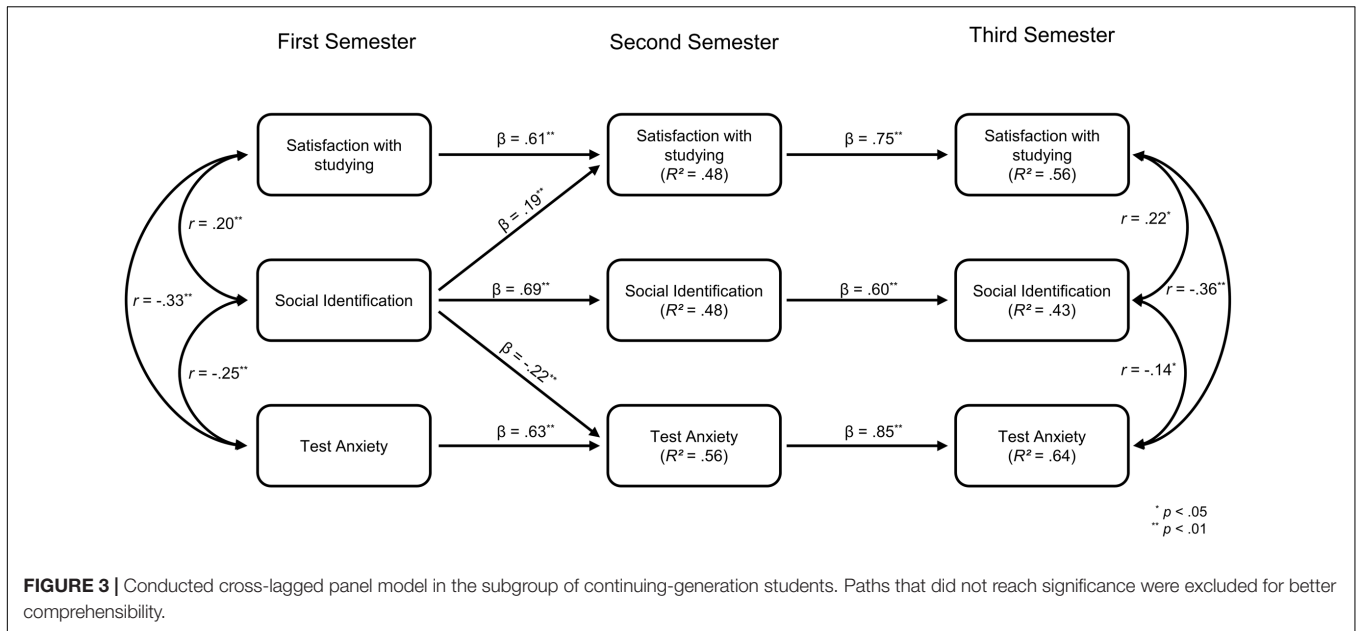 First Semester
Second Semester
Third Semester
Satisfaction with
studying
β = .61**
Satisfaction with
studying
(R² = .48)
β = .75**
Satisfaction with
studying
(R² = .56)
r = .20**
β = .19**
r = .22*
r = -.33**
Social Identification
β = .69**
Social Identification
(R² = .48)
β = .60**
Social Identification
(R² = .43)
r = -.36**
r = -.25**
β = -.22**
r = -.14*
Test Anxiety
β = .63**
Test Anxiety
(R² = .56)
β = .85**
Test Anxiety
(R² = .64)
* p < .05
** p < .01
FIGURE 3 | Conducted cross-lagged panel model in the subgroup of continuing-generation students. Paths that did not reach significance were excluded for better
comprehensibility.